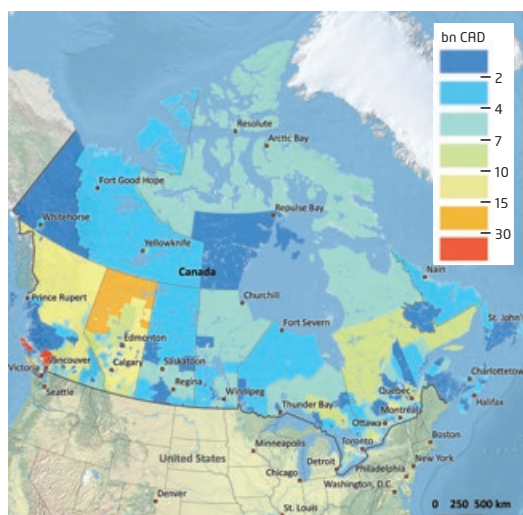 bn CAD
2
4
7
10
15
30
Resolute
Arctic Bay
Fort Good Hope
Repulse Bay
Whitehorse
Yellowknife
Canada
Nain
Prince Rupert
Churchill
St. John's
Fort Severn
Edmonton
Charlottetow
Vancouver
Calgary
Saskatoon
Victoria
Regina
Winnipeg
Québec
Halifax
Seattle
Thunder Bay
Montréal
Ottawa
Minneapolis
Toronto
Boston
United States
Detroit
New York
Chicago
Philadelphia
Washington, D.C.
Denver
St. Louis
0 250 500 km